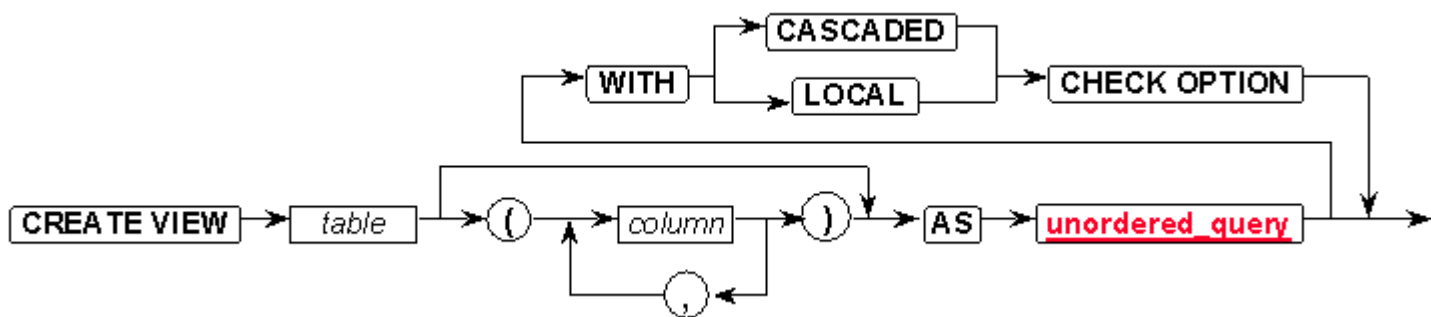 CASCADED
WITH
LOCAL
CHECK OPTION
CREATE VIEW table ( column ) AS unordered_query
,